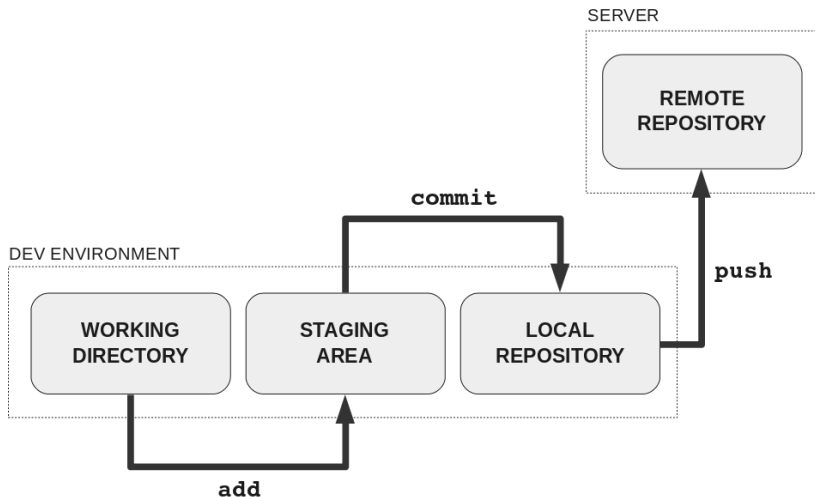 SERVER
REMOTE
REPOSITORY
commit
DEV ENVIRONMENT
push
WORKING
DIRECTORY
STAGING
AREA
LOCAL
REPOSITORY
add